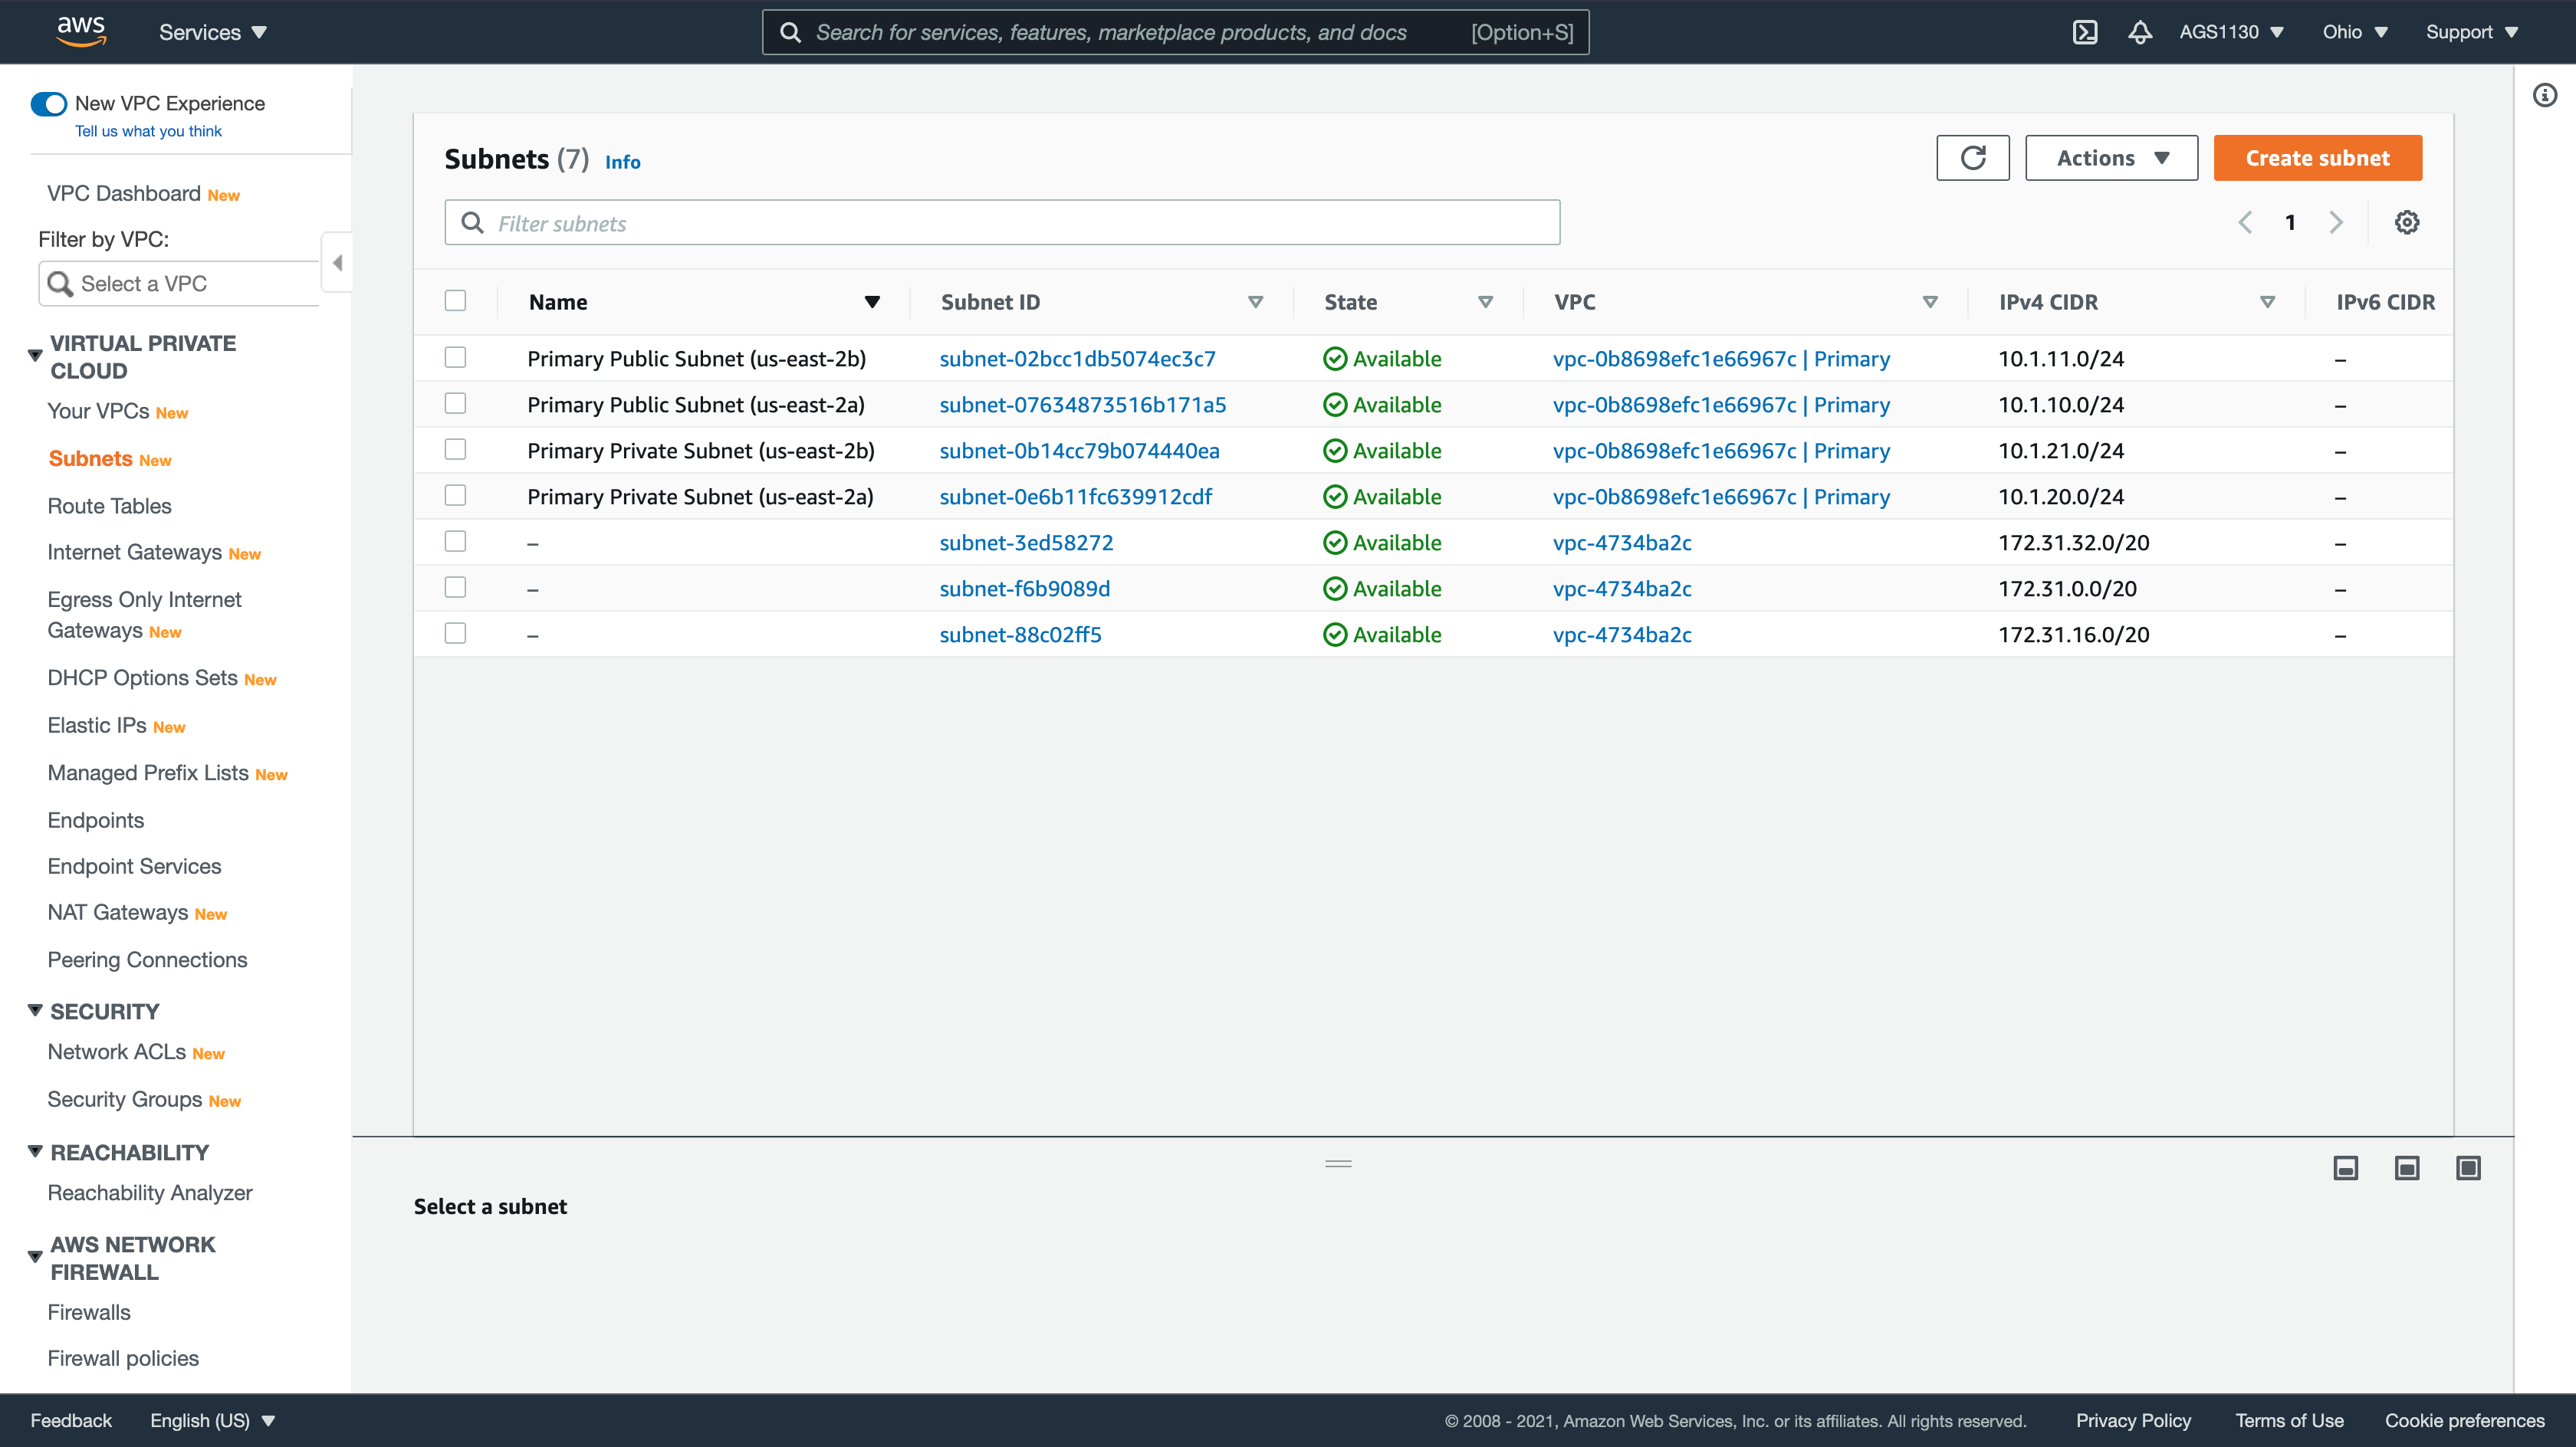 aws
Services
Search for services, features, marketplace products, and docs
[Option+S]
AGS1130
Ohio
Support
New VPC Experience
Tell us what you think
VPC Dashboard New
Filter by VPC:
Select a VPC
VIRTUAL PRIVATE
CLOUD
Your VPCs New
Subnets New
Route Tables
Internet Gateways New
Egress Only Internet
Gateways New
DHCP Options Sets New
Elastic IPs New
Managed Prefix Lists New
Endpoints
Endpoint Services
NAT Gateways New
Peering Connections
SECURITY
Network ACLs New
Security Groups New
REACHABILITY
Reachability Analyzer
AWS NETWORK
FIREWALL
Firewalls
Firewall policies
Subnets (7) Info
Actions
Create subnet
Filter subnets
1
Name Subnet ID State VPC IPv4 CIDR IPv6 CIDR
Primary Public Subnet (us-east-2b) subnet-02bcc1db5074ec3c7 Available vpc-0b8698efc1e66967c | Primary 10.1.11.0/24 –
Primary Public Subnet (us-east-2a) subnet-07634873516b171a5 Available vpc-0b8698efc1e66967c | Primary 10.1.10.0/24 –
Primary Private Subnet (us-east-2b) subnet-0b14cc79b074440ea Available vpc-0b8698efc1e66967c | Primary 10.1.21.0/24 –
Primary Private Subnet (us-east-2a) subnet-0e6b11fc639912cdf Available vpc-0b8698efc1e66967c | Primary 10.1.20.0/24 –
– subnet-3ed58272 Available vpc-4734ba2c 172.31.32.0/20 –
– subnet-f6b9089d Available vpc-4734ba2c 172.31.0.0/20 –
– subnet-88c02ff5 Available vpc-4734ba2c 172.31.16.0/20 –
Select a subnet
Feedback
English (US)
© 2008 - 2021, Amazon Web Services, Inc. or its affiliates. All rights reserved.
Privacy Policy
Terms of Use
Cookie preferences